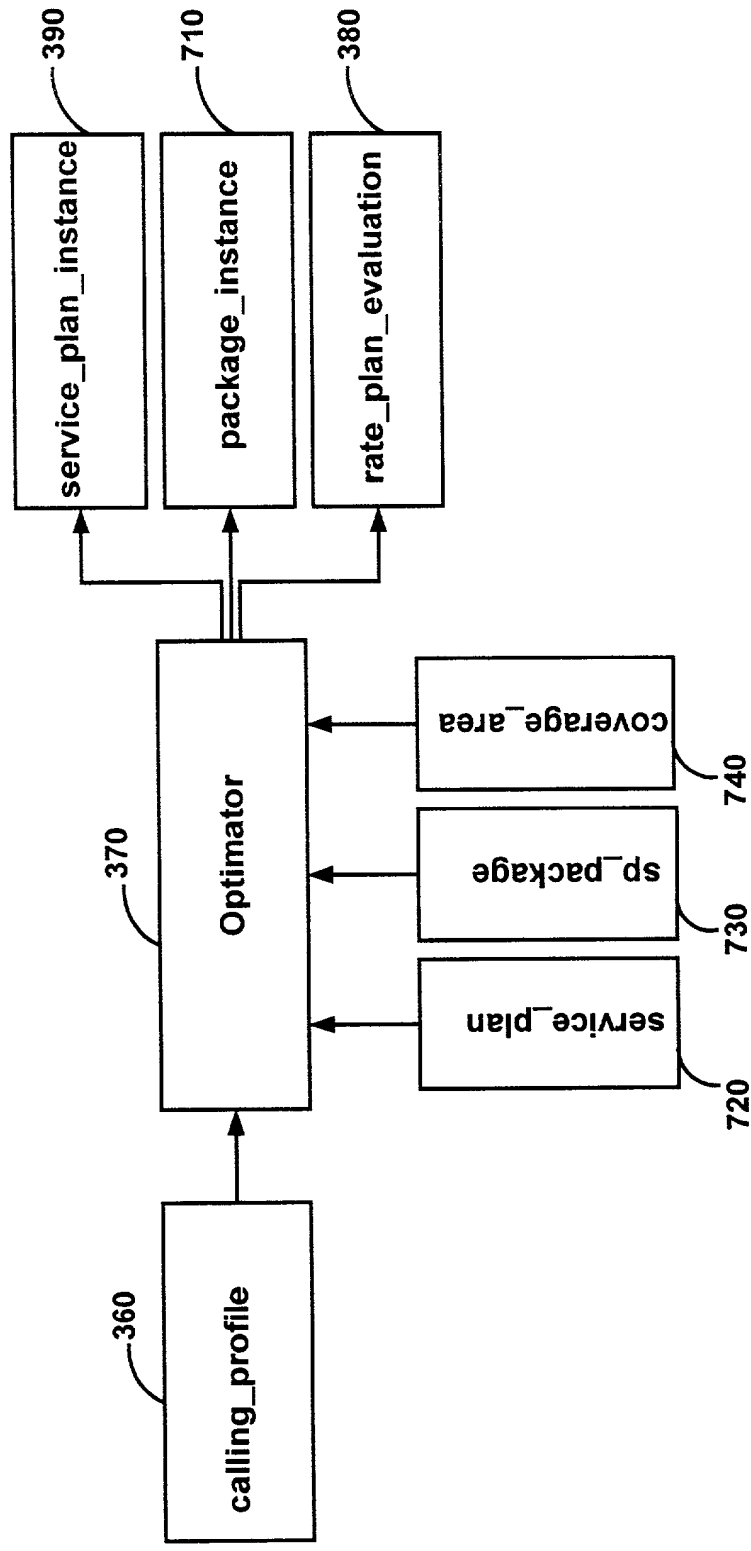 360
calling_profile
370
Optimator
service_plan
720
sp_package
730
coverage_area
740
service_plan_instance
390
package_instance
710
rate_plan_evaluation
380